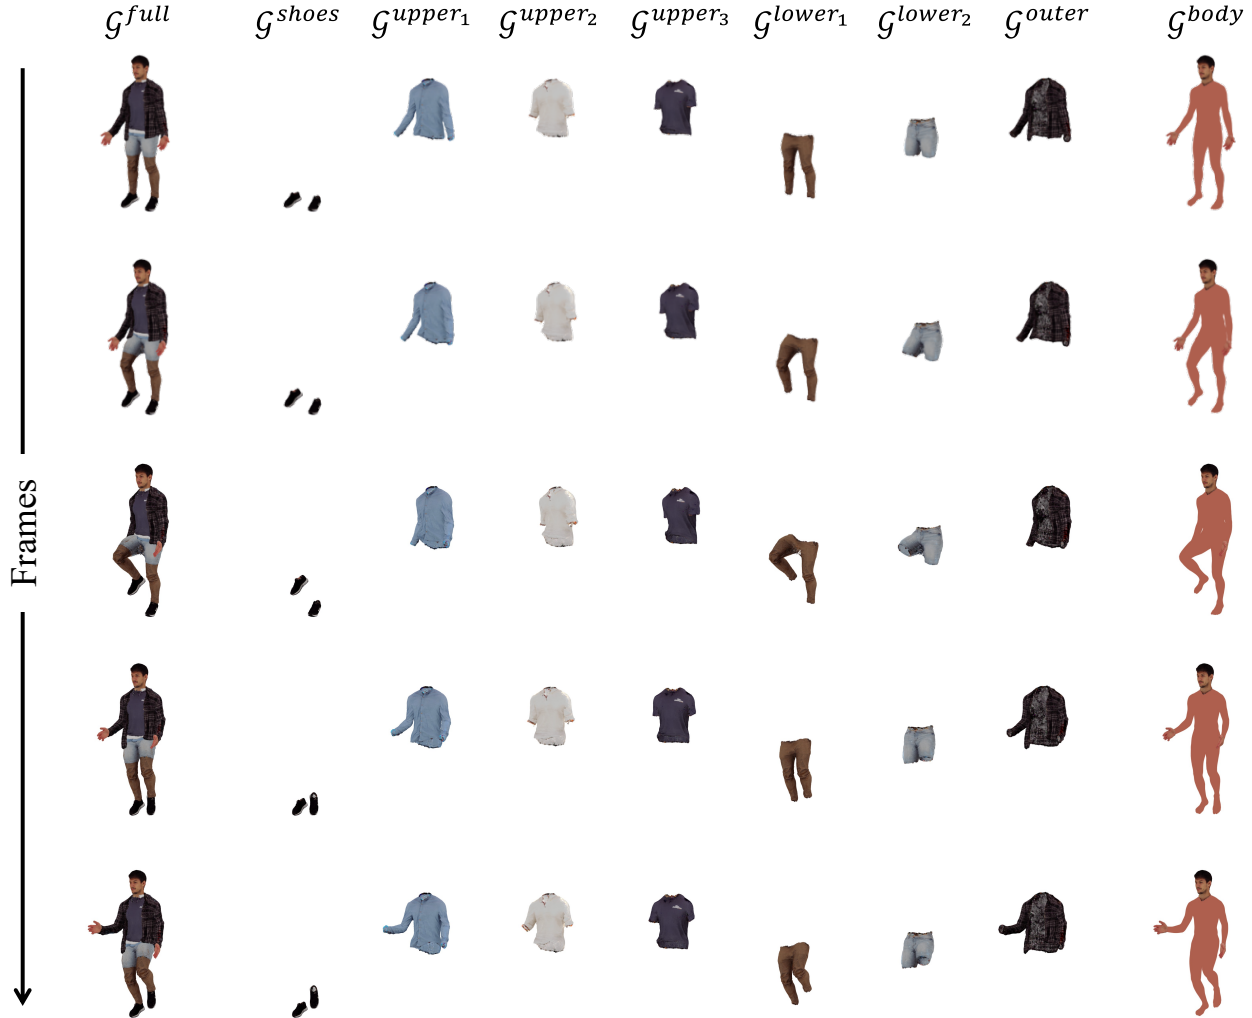 𝒢^full 𝒢^shoes 𝒢^upper₁ 𝒢^upper₂ 𝒢^upper₃ 𝒢^lower₁ 𝒢^lower₂ 𝒢^outer 𝒢^body
Frames